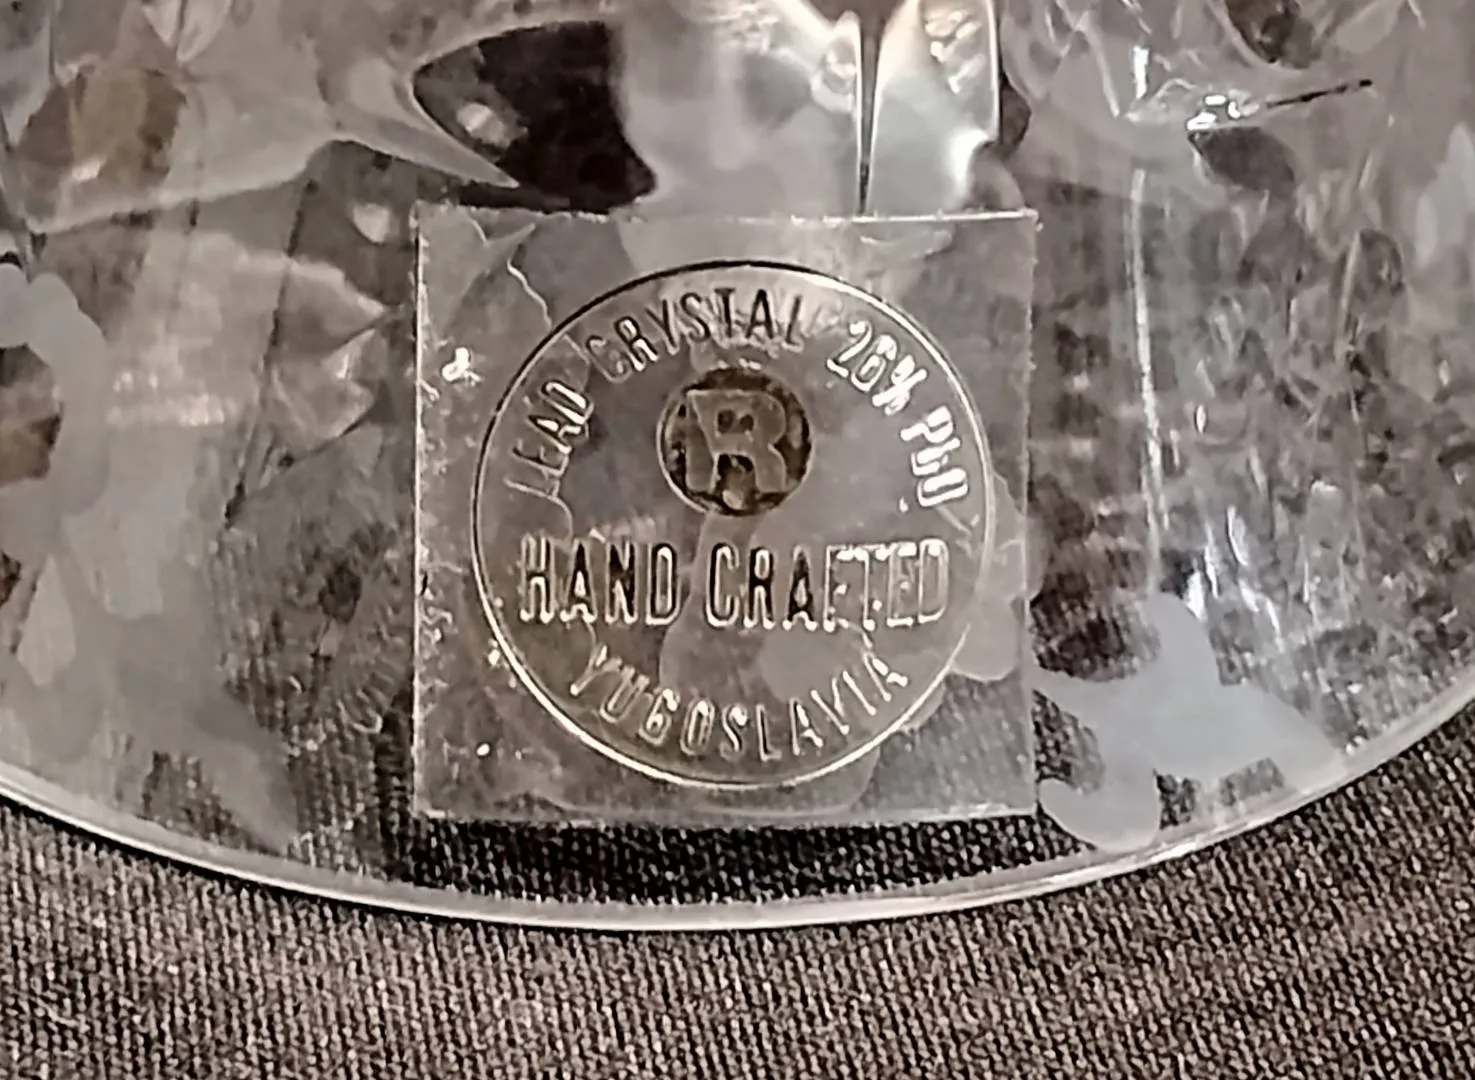 LEAD CRYSTAL 26% PbO
R
HAND CRAFTED
YUGOSLAVIA